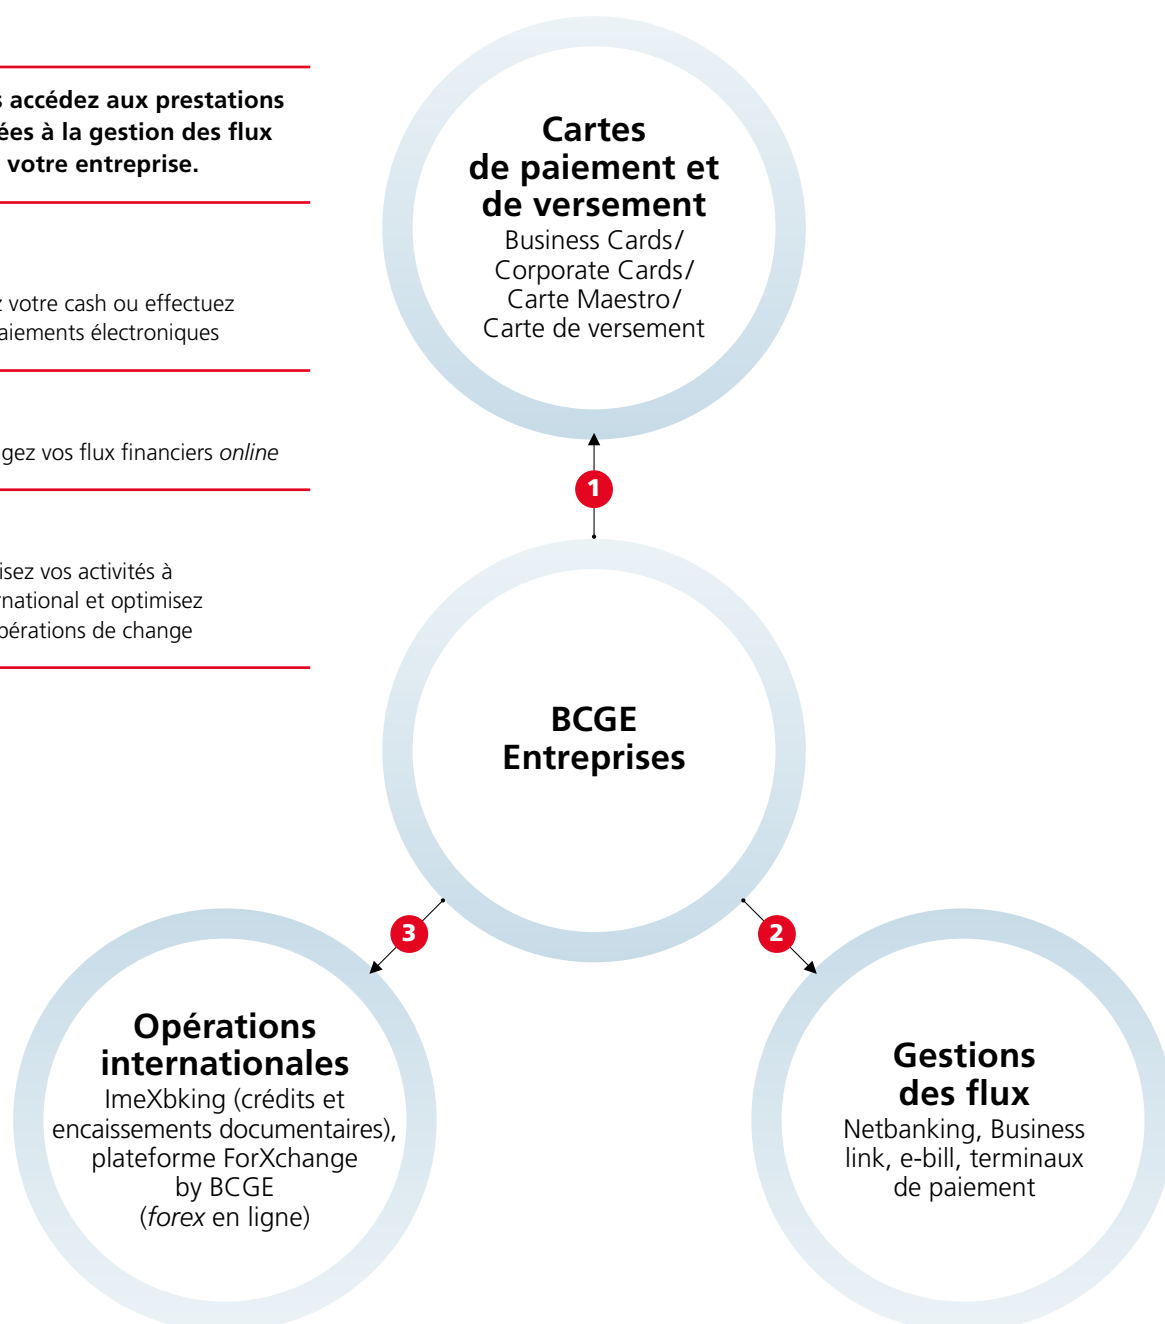 s accédez aux prestations
ées à la gestion des flux
votre entreprise.
z votre cash ou effectuez
aiements électroniques
gez vos flux financiers online
isez vos activités à
rnational et optimisez
pérations de change
Cartes
de paiement et
de versement
Business Cards/
Corporate Cards/
Carte Maestro/
Carte de versement
1
BCGE
Entreprises
3
2
Opérations
internationales
ImeXbking (crédits et
encaissements documentaires),
plateforme ForXchange
by BCGE
(forex en ligne)
Gestions
des flux
Netbanking, Business
link, e-bill, terminaux
de paiement